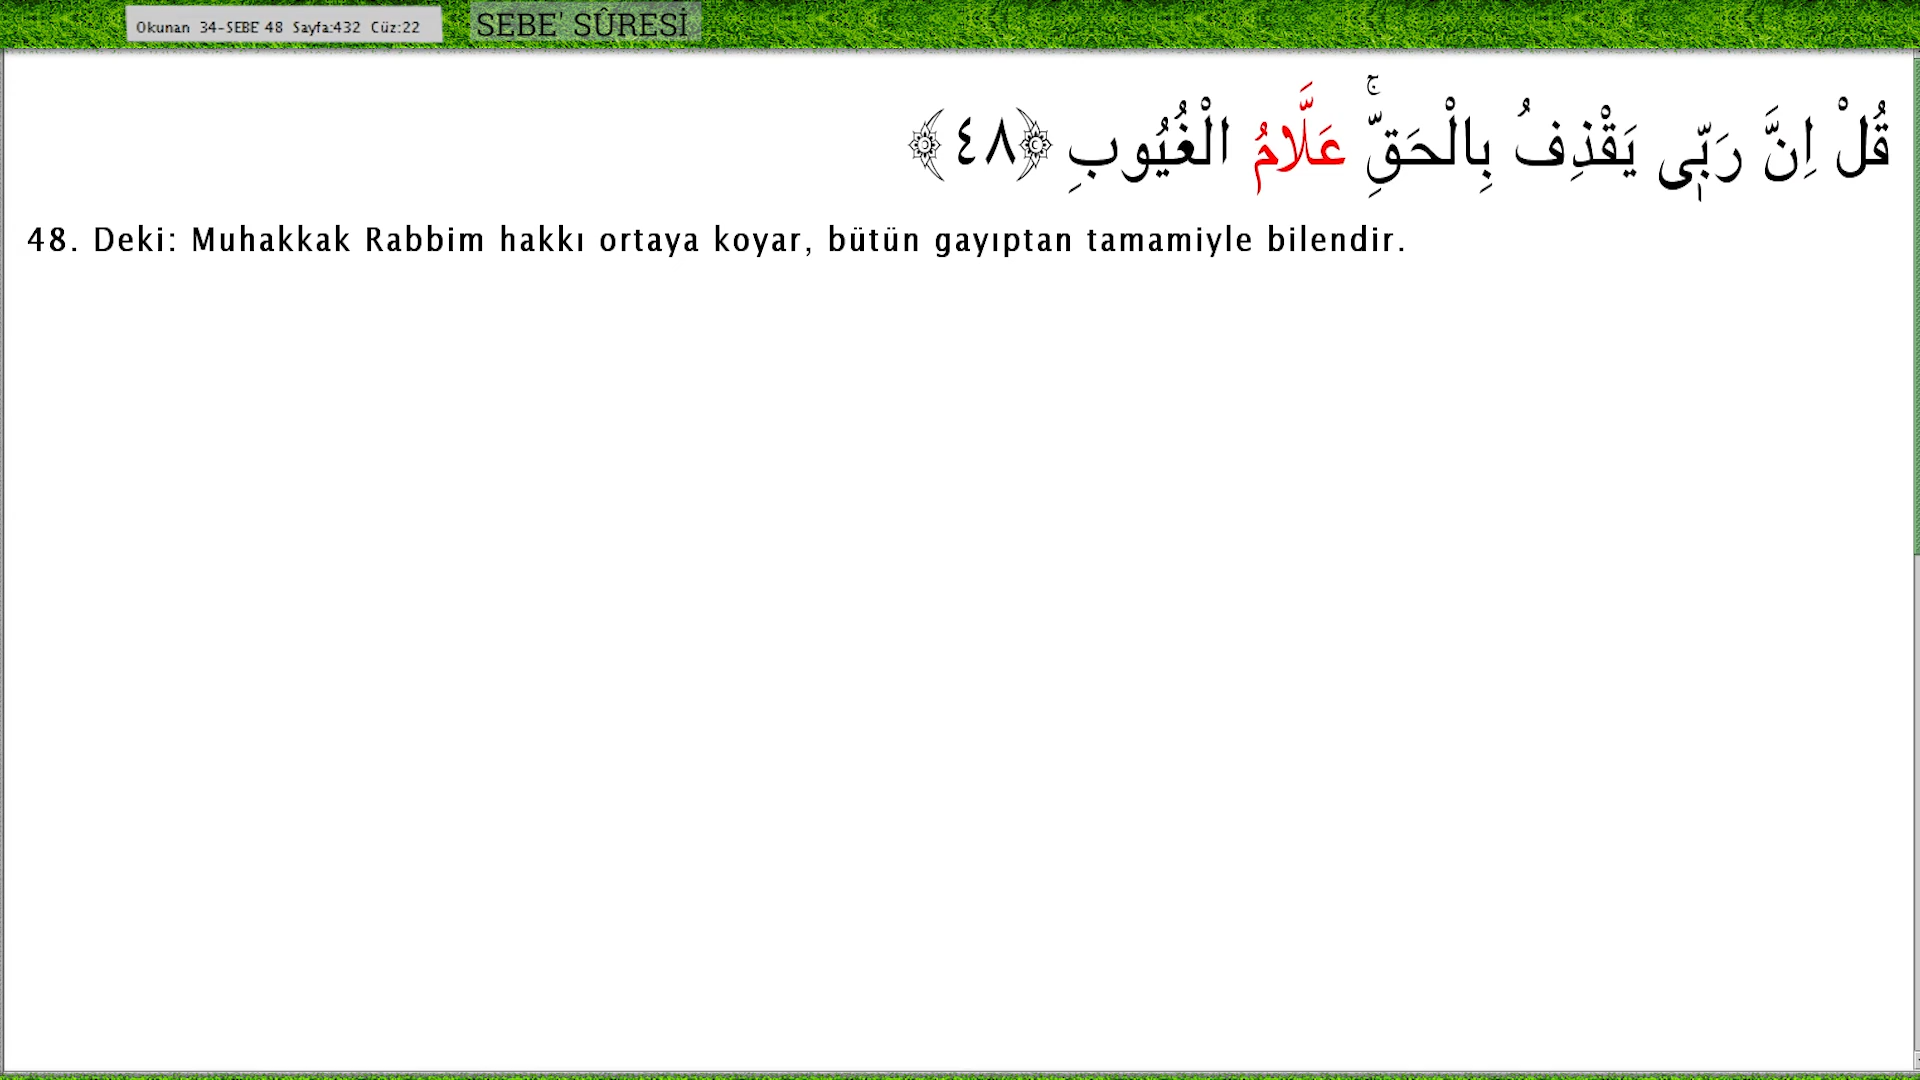 Okunan 34-SEBE 48 Sayfa:432 Cüz:22
SEBE' SÛRESİ
قُلْ اِنَّ رَبّ۪ى يَقْذِفُ بِالْحَقِّۚ عَلَّامُ الْغُيُوبِ ﴿٤٨﴾
48. Deki: Muhakkak Rabbim hakkı ortaya koyar, bütün gayıptan tamamiyle bilendir.